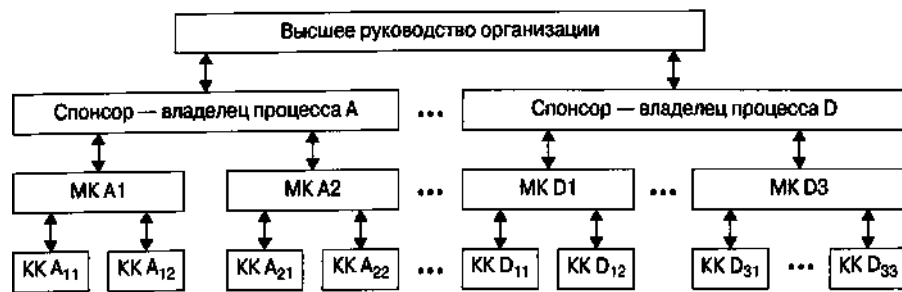 Высшее руководство организации
Спонсор — владелец процесса А ... Спонсор — владелец процесса D
МК А1 МК А2 ... МК D1 ... МК D3
КК А₁₁ КК А₁₂ КК А₂₁ КК А₂₂ ... КК D₁₁ КК D₁₂ КК D₃₁ ... КК D₃₃